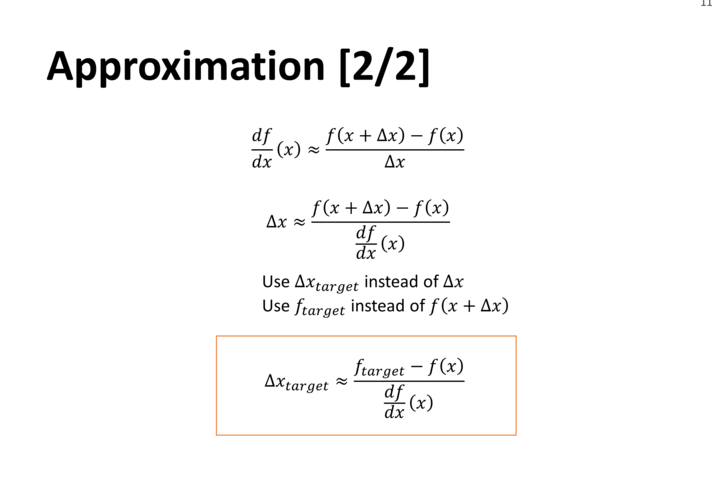 11
Approximation [2/2]
df/dx (x) ≈ (f(x + Δx) − f(x)) / Δx
Δx ≈ (f(x + Δx) − f(x)) / (df/dx (x))
Use Δx_target instead of Δx
Use f_target instead of f(x + Δx)
Δx_target ≈ (f_target − f(x)) / (df/dx (x))